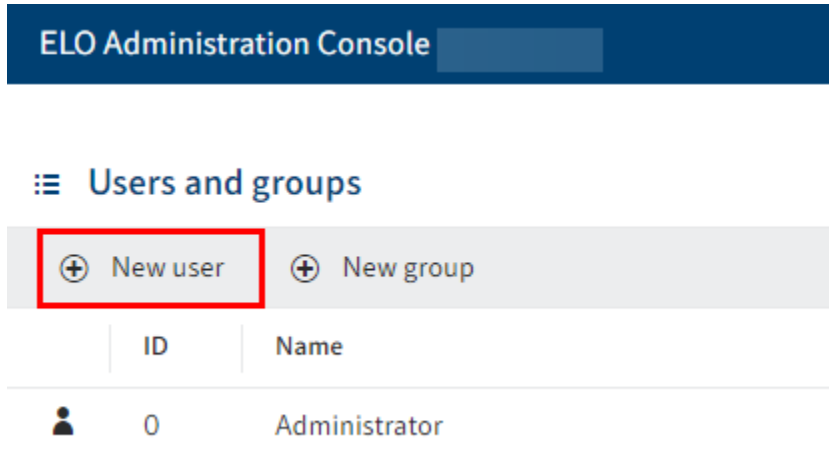 ELO Administration Console
Users and groups
New user New group
ID Name
0 Administrator